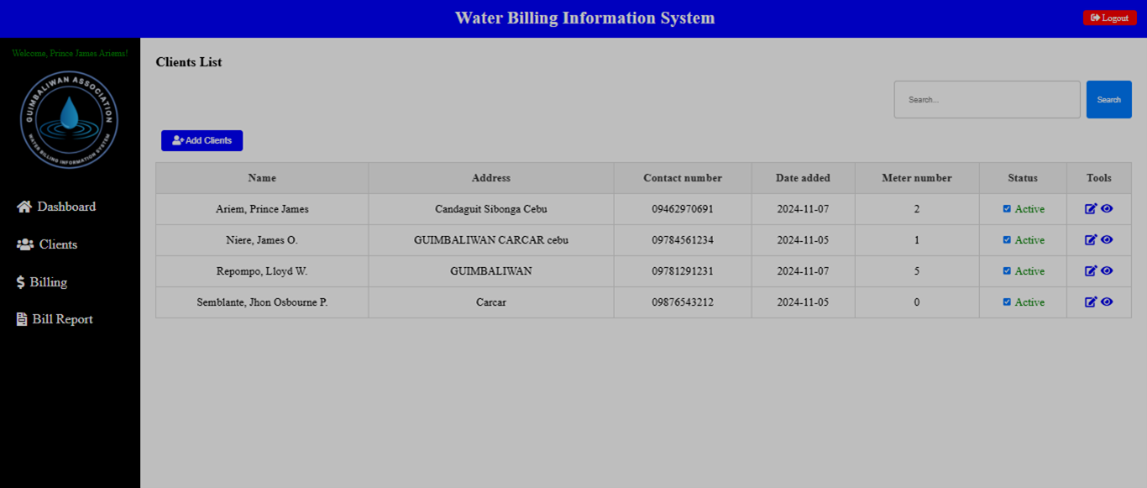 Water Billing Information System
Logout
Welcome, Prince James Ariems!
GUIMBALIWAN ASSOCIATION
WATER BILLING INFORMATION SYSTEM
Dashboard
Clients
Billing
Bill Report
Clients List
Search... Search
Add Clients
Name Address Contact number Date added Meter number Status Tools
Ariem, Prince James Candaguit Sibonga Cebu 09462970691 2024-11-07 2 Active
Niere, James O. GUIMBALIWAN CARCAR cebu 09784561234 2024-11-05 1 Active
Repompo, Lloyd W. GUIMBALIWAN 09781291231 2024-11-07 5 Active
Semblante, Jhon Osbourne P. Carcar 09876543212 2024-11-05 0 Active